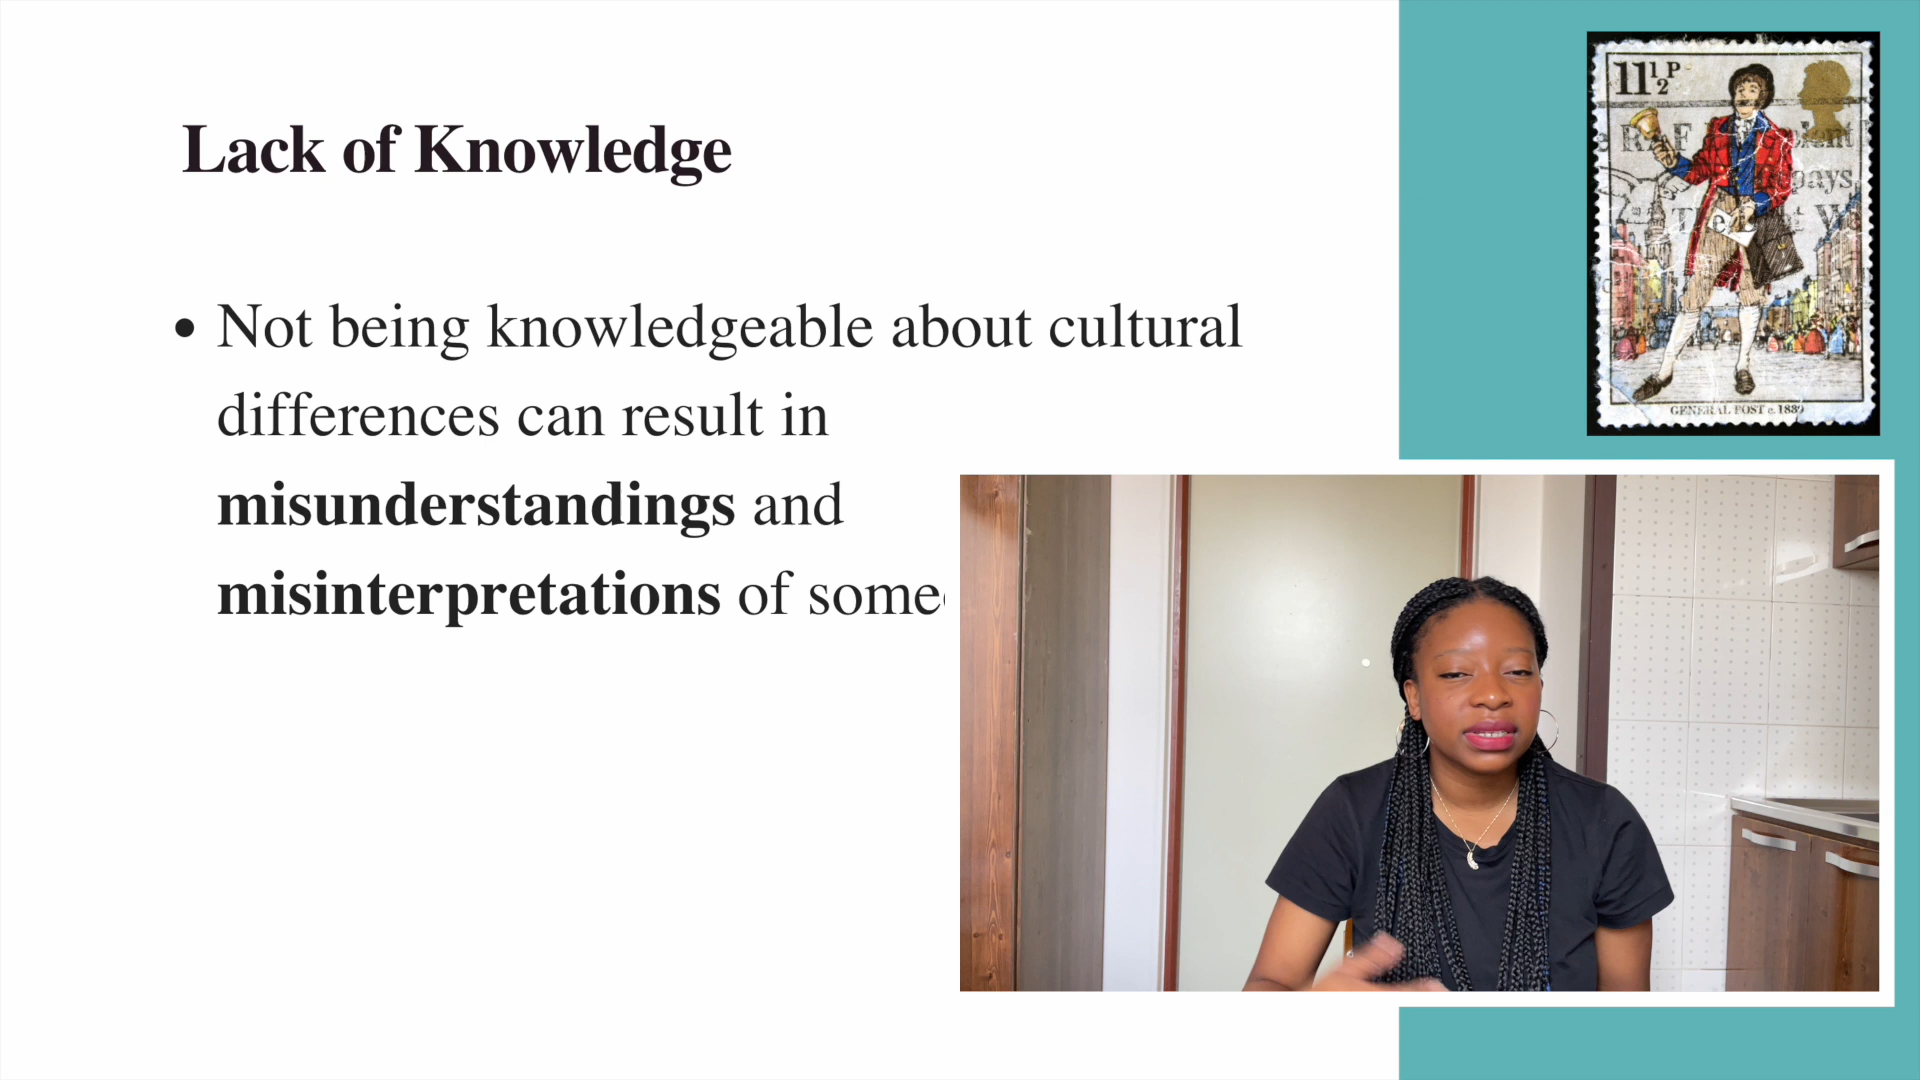 Lack of Knowledge
• Not being knowledgeable about cultural
differences can result in
misunderstandings and
misinterpretations of some
11½P
GENERAL POST c.1839